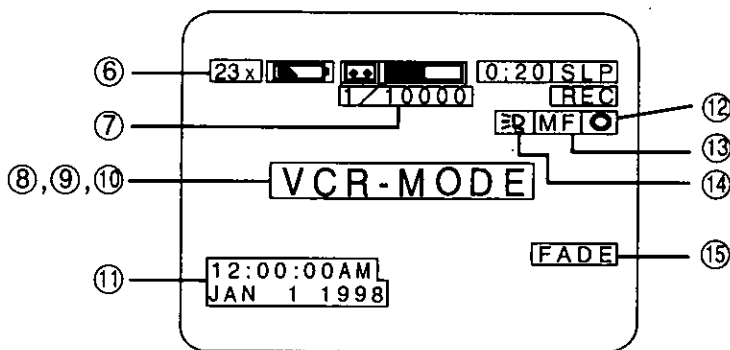 ⑥ 23x 0:20 SLP
⑦ 1/10000 REC
⑫
MF ⑬
⑭
⑧,⑨,⑩ VCR-MODE
FADE ⑮
⑪ 12:00:00AM
JAN 1 1998